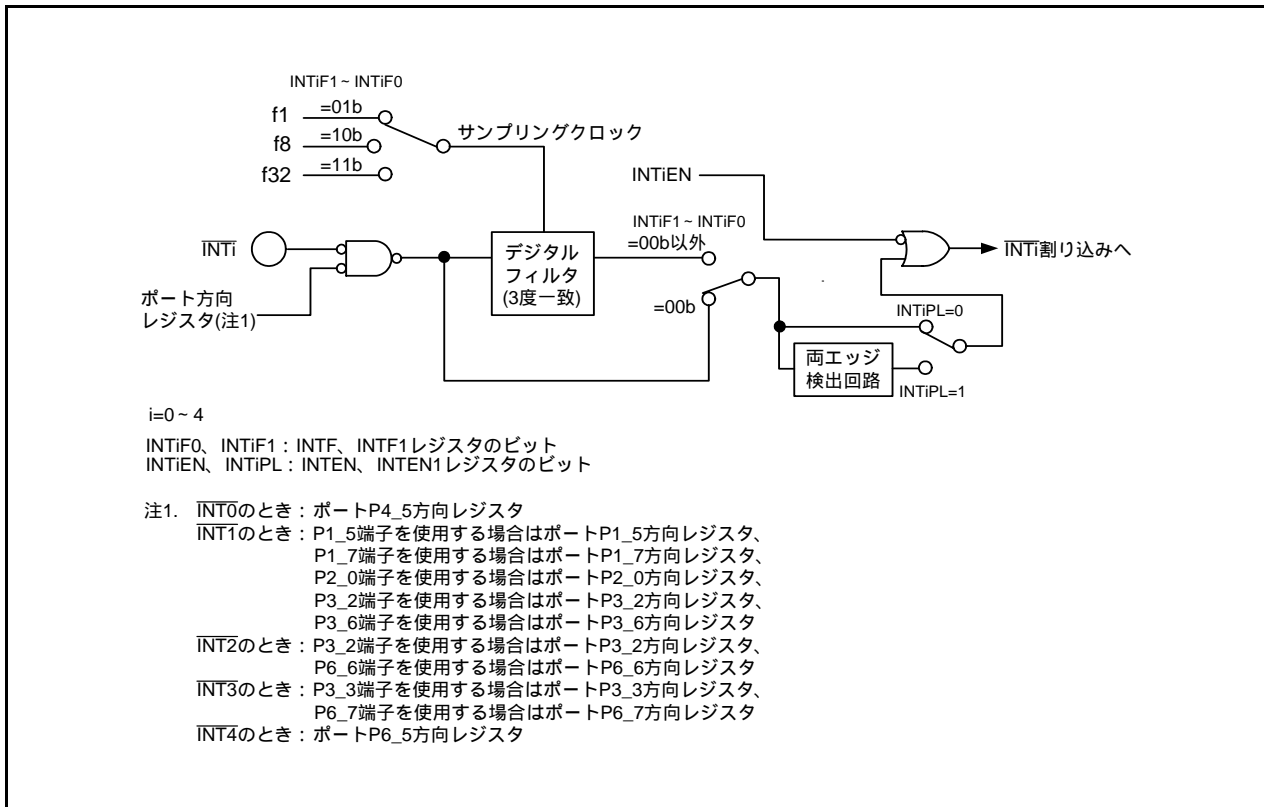 INTiF1~INTiF0
f1 =01b
f8 =10b
f32 =11b
サンプリングクロック
INTiEN
INTi
ポート方向
レジスタ(注1)
デジタル
フィルタ
(3度一致)
INTiF1~INTiF0
=00b以外
=00b
INTi割り込みへ
INTiPL=0
両エッジ
検出回路
INTiPL=1
i=0~4
INTiF0、INTiF1:INTF、INTF1レジスタのビット
INTiEN、INTiPL:INTEN、INTEN1レジスタのビット
注1. INT0のとき:ポートP4_5方向レジスタ
INT1のとき:P1_5端子を使用する場合はポートP1_5方向レジスタ、
P1_7端子を使用する場合はポートP1_7方向レジスタ、
P2_0端子を使用する場合はポートP2_0方向レジスタ、
P3_2端子を使用する場合はポートP3_2方向レジスタ、
P3_6端子を使用する場合はポートP3_6方向レジスタ
INT2のとき:P3_2端子を使用する場合はポートP3_2方向レジスタ、
P6_6端子を使用する場合はポートP6_6方向レジスタ
INT3のとき:P3_3端子を使用する場合はポートP3_3方向レジスタ、
P6_7端子を使用する場合はポートP6_7方向レジスタ
INT4のとき:ポートP6_5方向レジスタ